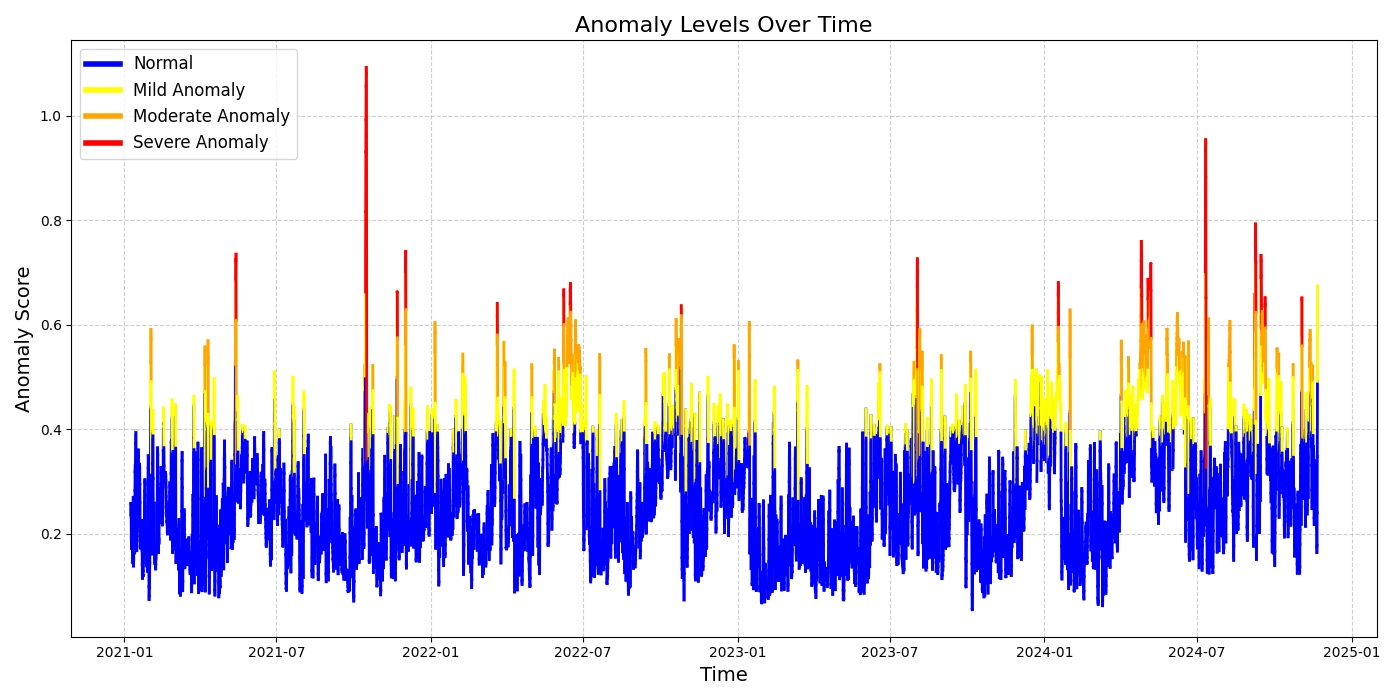 Anomaly Levels Over Time
Normal
Mild Anomaly
Moderate Anomaly
Severe Anomaly
Anomaly Score
1.0
0.8
0.6
0.4
0.2
2021-01
2021-07
2022-01
2022-07
2023-01
2023-07
2024-01
2024-07
2025-01
Time